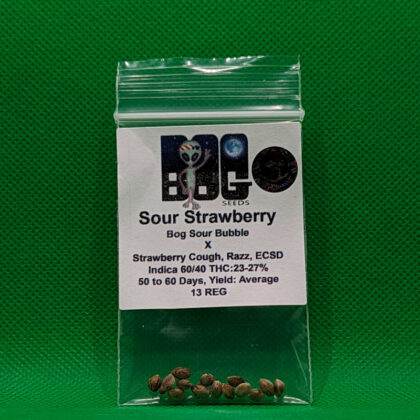 BOG
BOG
SEEDS
Sour Strawberry
Bog Sour Bubble
X
Strawberry Cough, Razz, ECSD
Indica 60/40 THC:23-27%
50 to 60 Days, Yield: Average
13 REG